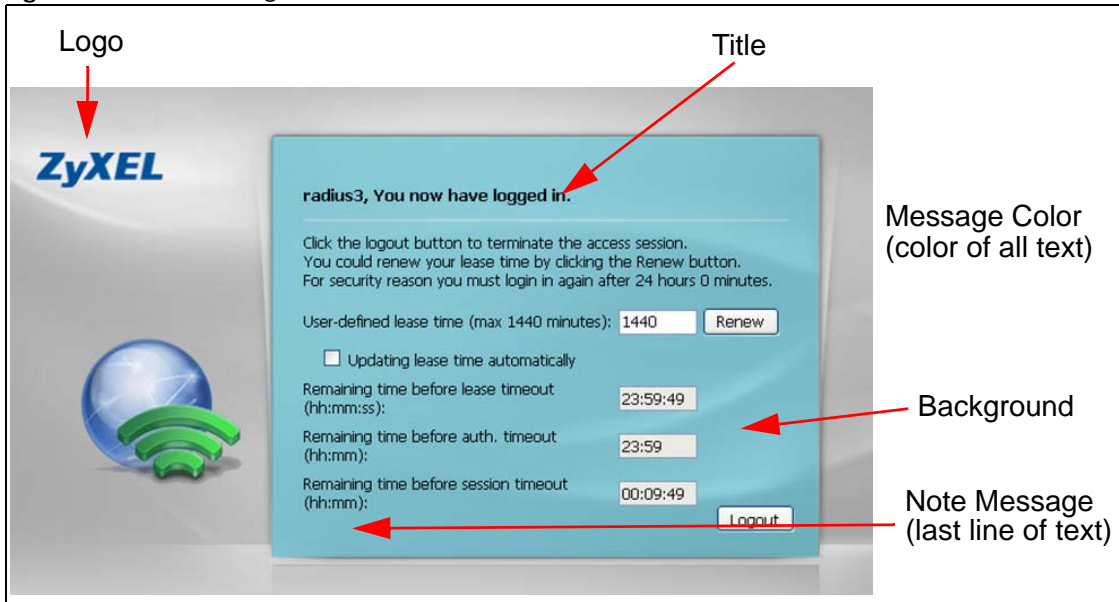 Logo
Title
ZyXEL
radius3, You now have logged in.
Click the logout button to terminate the access session.
You could renew your lease time by clicking the Renew button.
For security reason you must login in again after 24 hours 0 minutes.
User-defined lease time (max 1440 minutes): 1440 Renew
Updating lease time automatically
Remaining time before lease timeout
(hh:mm:ss):
23:59:49
Remaining time before auth. timeout
(hh:mm):
23:59
Remaining time before session timeout
(hh:mm):
00:09:49
Logout
Message Color
(color of all text)
Background
Note Message
(last line of text)